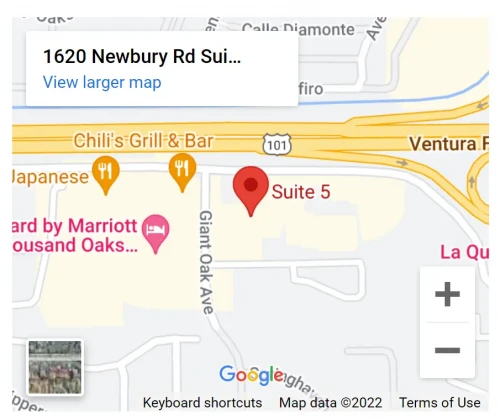 Oaks
Calle Diamonte
Ave
1620 Newbury Rd Sui…
View larger map
firo
Chili's Grill & Bar
101
Ventura F
Japanese
Suite 5
ard by Marriott
ousand Oaks...
Giant Oak Ave
La Qu
+
−
Google
ngha
Keyboard shortcuts
Map data ©2022
Terms of Use